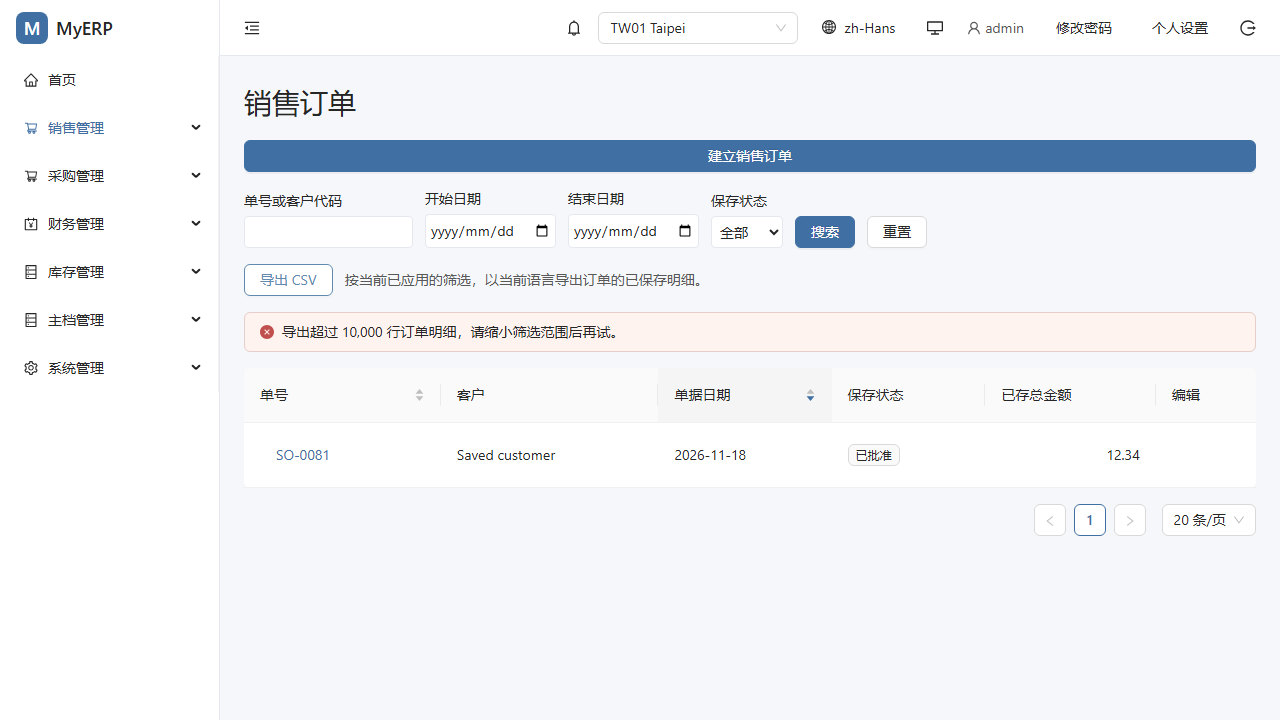 M MyERP
TW01 Taipei
zh-Hans
admin
修改密码
个人设置
首页
销售管理
采购管理
财务管理
库存管理
主档管理
系统管理
销售订单
建立销售订单
单号或客户代码
开始日期
结束日期
保存状态
yyyy/mm/dd
yyyy/mm/dd
全部
搜索
重置
导出 CSV
按当前已应用的筛选，以当前语言导出订单的已保存明细。
导出超过 10,000 行订单明细，请缩小筛选范围后再试。
单号 客户 单据日期 保存状态 已存总金额 编辑
SO-0081 Saved customer 2026-11-18 已批准 12.34
1
20 条/页